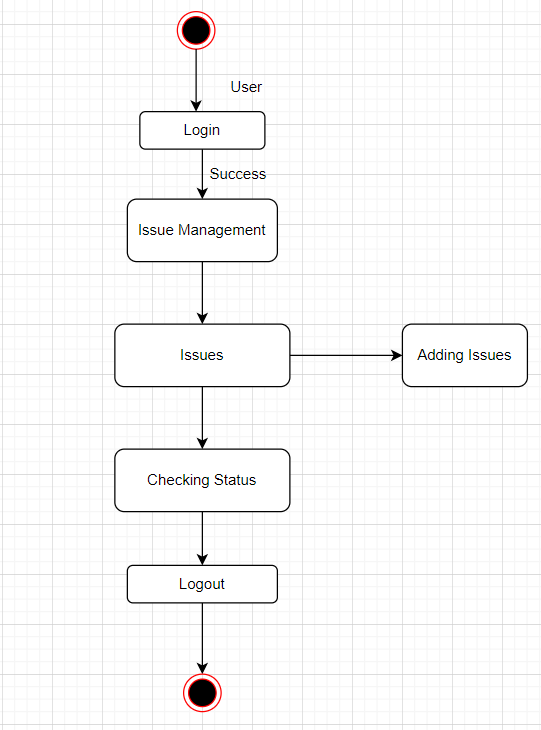 User
Login
Success
Issue Management
Issues
Adding Issues
Checking Status
Logout